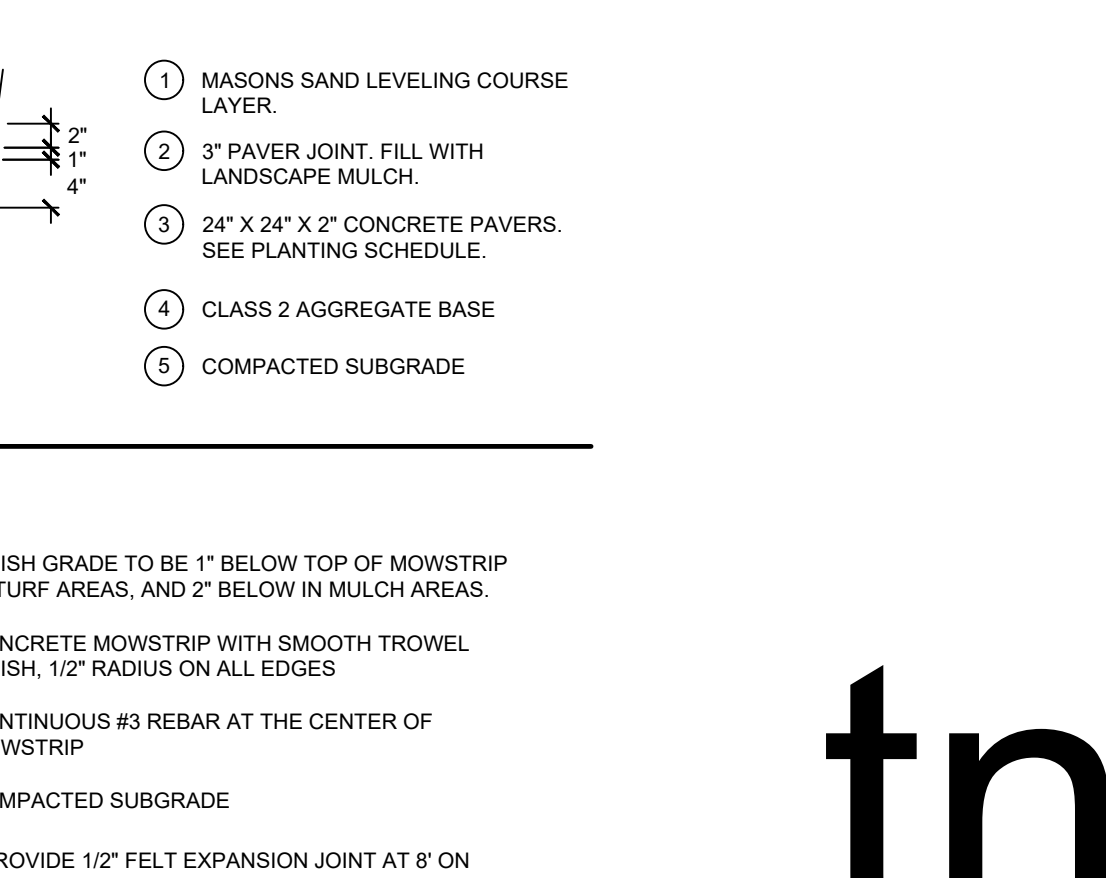 2"
1"
4"
1 MASONS SAND LEVELING COURSE
LAYER.
2 3" PAVER JOINT. FILL WITH
LANDSCAPE MULCH.
3 24" X 24" X 2" CONCRETE PAVERS.
SEE PLANTING SCHEDULE.
4 CLASS 2 AGGREGATE BASE
5 COMPACTED SUBGRADE
ISH GRADE TO BE 1" BELOW TOP OF MOWSTRIP
TURF AREAS, AND 2" BELOW IN MULCH AREAS.
NCRETE MOWSTRIP WITH SMOOTH TROWEL
ISH, 1/2" RADIUS ON ALL EDGES
NTINUOUS #3 REBAR AT THE CENTER OF
WSTRIP
MPACTED SUBGRADE
ROVIDE 1/2" FELT EXPANSION JOINT AT 8' ON
tn